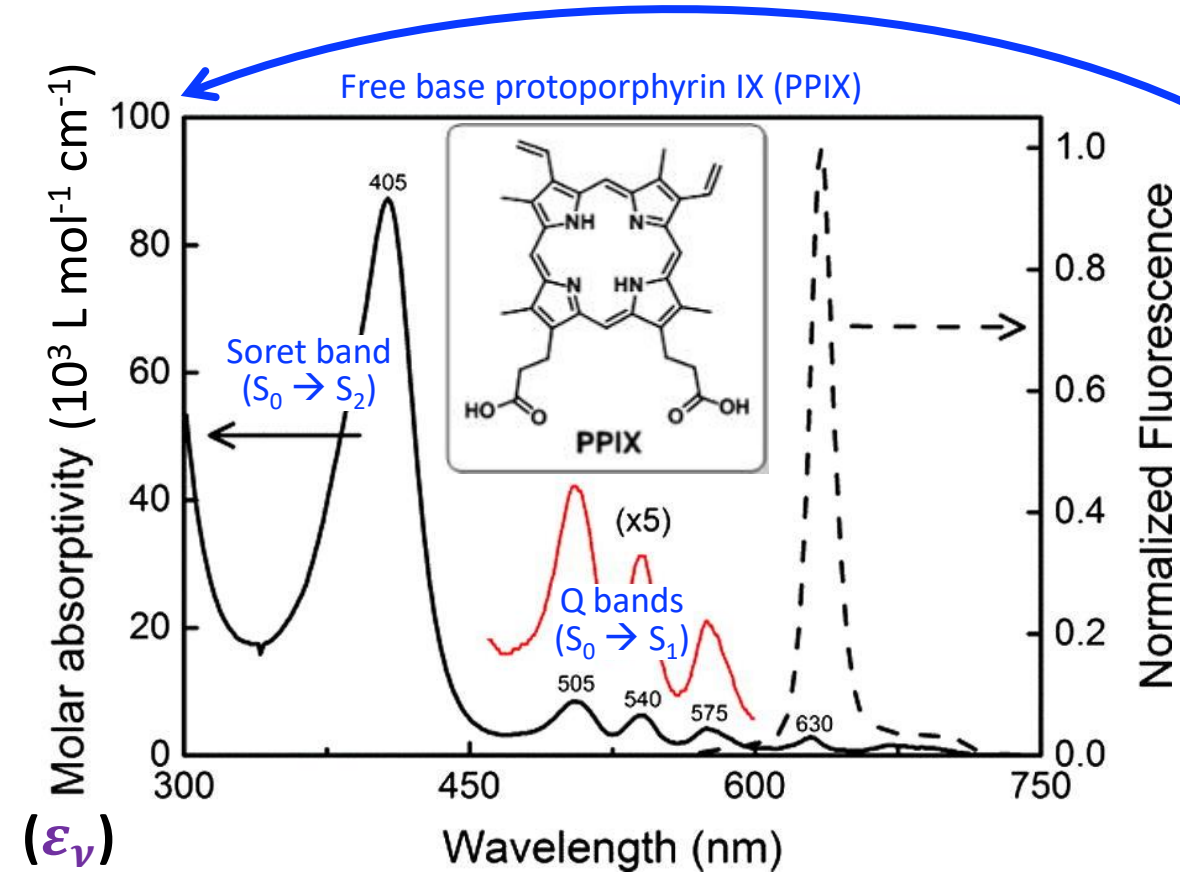 Free base protoporphyrin IX (PPIX)
Molar absorptivity (10³ L mol⁻¹ cm⁻¹)
(εᵥ)
100
80
60
40
20
0
405
Soret band
(S₀ → S₂)
NH
N
N
HN
HO
O
O
OH
PPIX
(x5)
Q bands
(S₀ → S₁)
505
540
575
630
1.0
0.8
0.6
0.4
0.2
0.0
Normalized Fluorescence
300
450
600
750
Wavelength (nm)